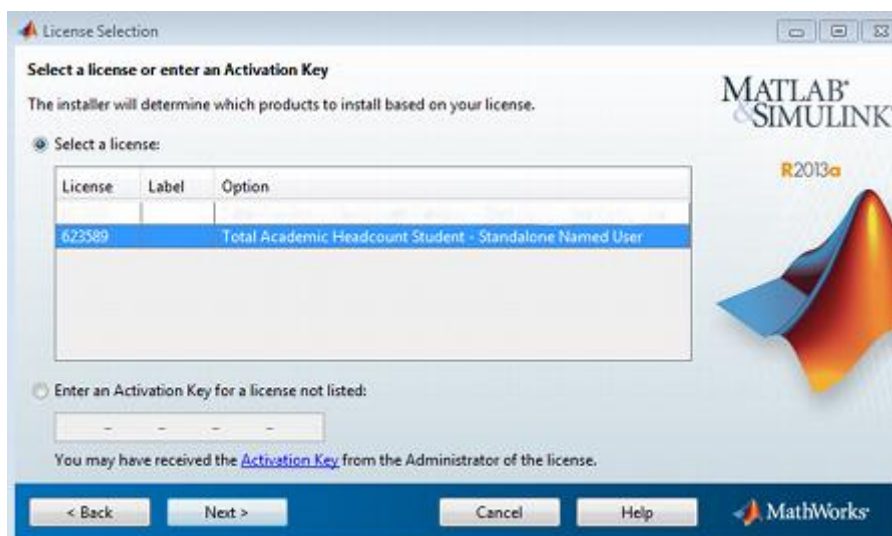 License Selection
Select a license or enter an Activation Key
The installer will determine which products to install based on your license.
MATLAB®
&SIMULINK®
R2013a
Select a license:
License Label Option
623589 Total Academic Headcount Student - Standalone Named User
Enter an Activation Key for a license not listed:
- - - -
You may have received the Activation Key from the Administrator of the license.
< Back Next > Cancel Help MathWorks®